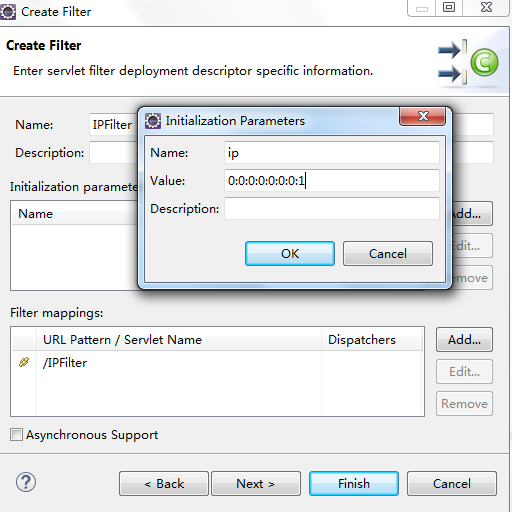 Create Filter
Create Filter
Enter servlet filter deployment descriptor specific information.
Name: IPFilter
Description:
Initialization parame
Name
Add...
Edit...
Remove
Initialization Parameters
Name: ip
Value: 0:0:0:0:0:0:0:1
Description:
OK Cancel
Filter mappings:
URL Pattern / Servlet Name Dispatchers
/IPFilter
Add...
Edit...
Remove
Asynchronous Support
? < Back Next > Finish Cancel